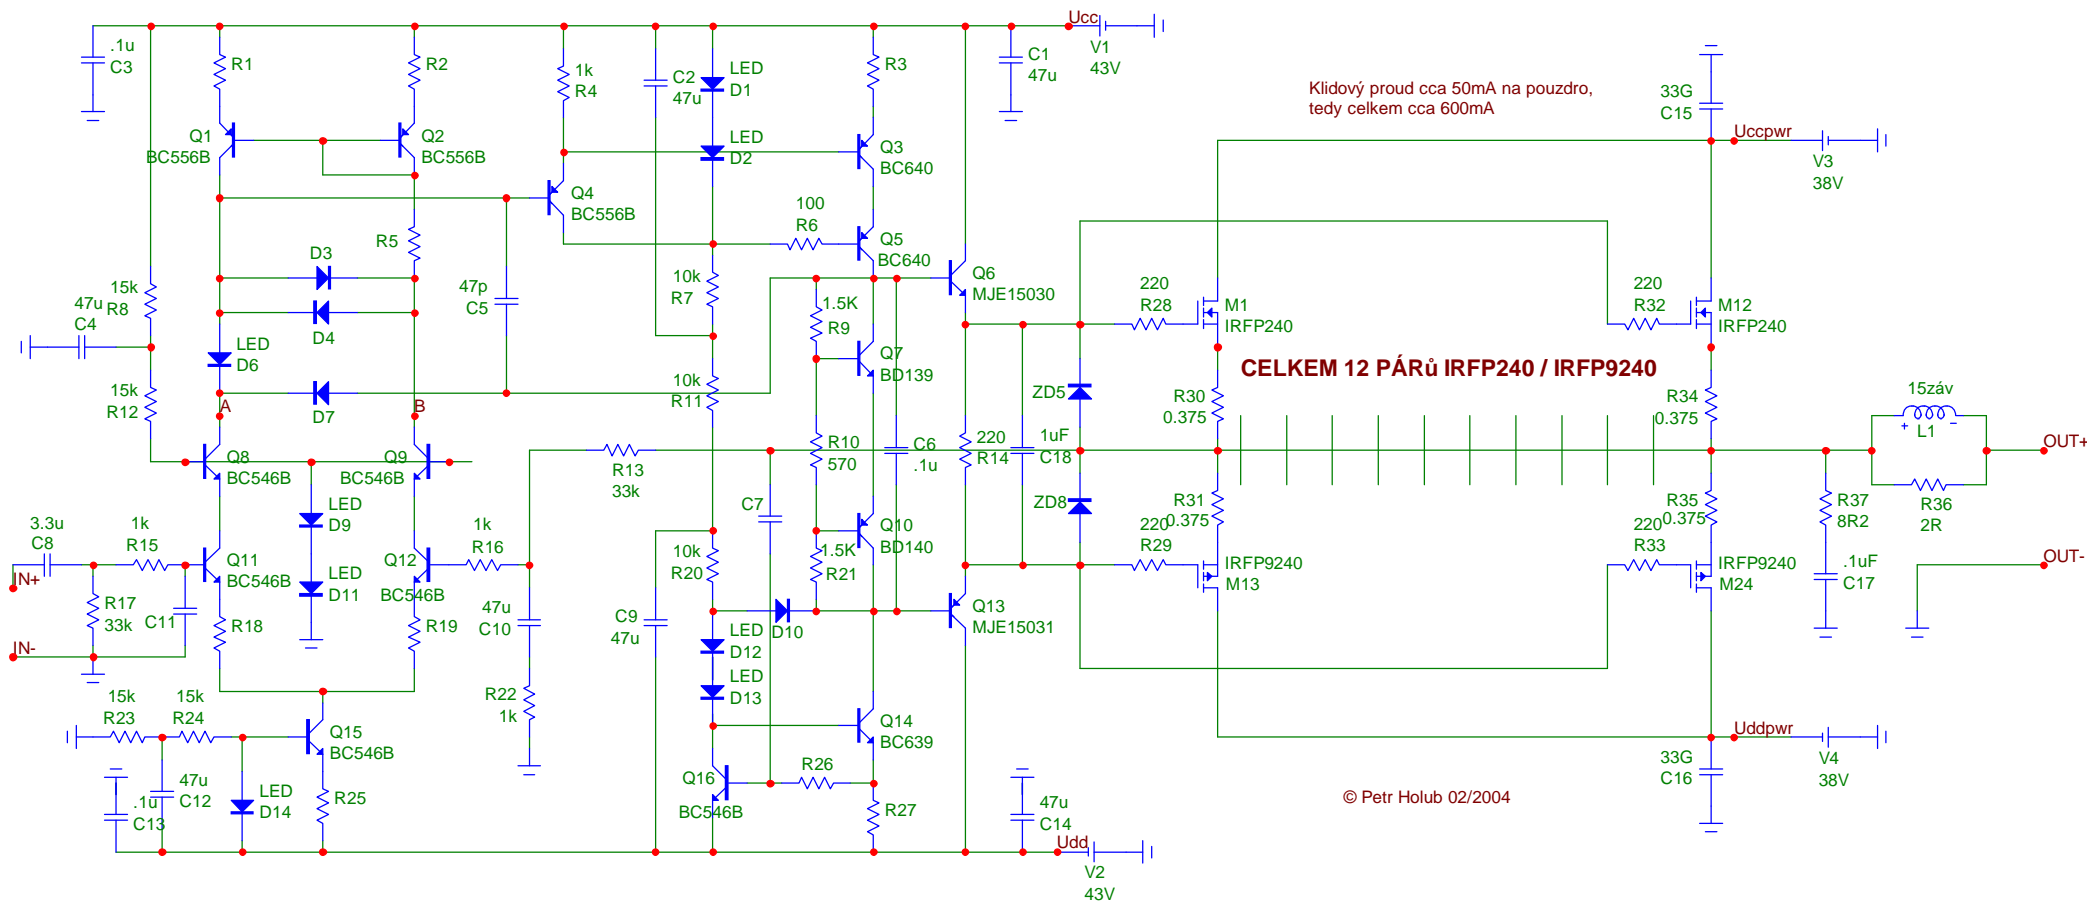 Ucc
.1u
C3
R1
R2
1k
R4
C2
47u
LED
D1
R3
C1
47u
V1
43V
Klidový proud cca 50mA na pouzdro,
tedy celkem cca 600mA
33G
C15
Uccpwr
V3
38V
Q1
BC556B
Q2
BC556B
LED
D2
Q3
BC640
Q4
BC556B
100
R6
Q5
BC640
R5
D3
15k
R8
47u
C4
47p
C5
10k
R7
Q6
MJE15030
1.5K
R9
220
R28
M1
IRFP240
220
R32
M12
IRFP240
D4
LED
D6
D7
Q7
BD139
CELKEM 12 PÁRů IRFP240 / IRFP9240
15k
R12
A
B
10k
R11
ZD5
R30
0.375
R34
0.375
15záv
+ -
L1
Q8
BC546B
Q9
BC546B
R13
33k
R10
570
C6
.1u
220
R14
1uF
C18
OUT+
LED
D9
C7
ZD8
R31
0.375
R35
0.375
R37
8R2
R36
2R
3.3u
C8
1k
R15
Q11
BC546B
Q12
BC546B
1k
R16
10k
R20
1.5K
R21
Q10
BD140
220
R29
IRFP9240
M13
220
R33
IRFP9240
M24
.1uF
C17
OUT-
IN+
LED
D11
R17
33k
C11
R18
R19
47u
C10
C9
47u
D10
Q13
MJE15031
IN-
LED
D12
LED
D13
R22
1k
15k
R23
15k
R24
Q15
BC546B
Q14
BC639
Uddpwr
33G
C16
V4
38V
47u
C12
.1u
C13
LED
D14
R25
Q16
BC546B
R26
R27
47u
C14
© Petr Holub 02/2004
Udd
V2
43V